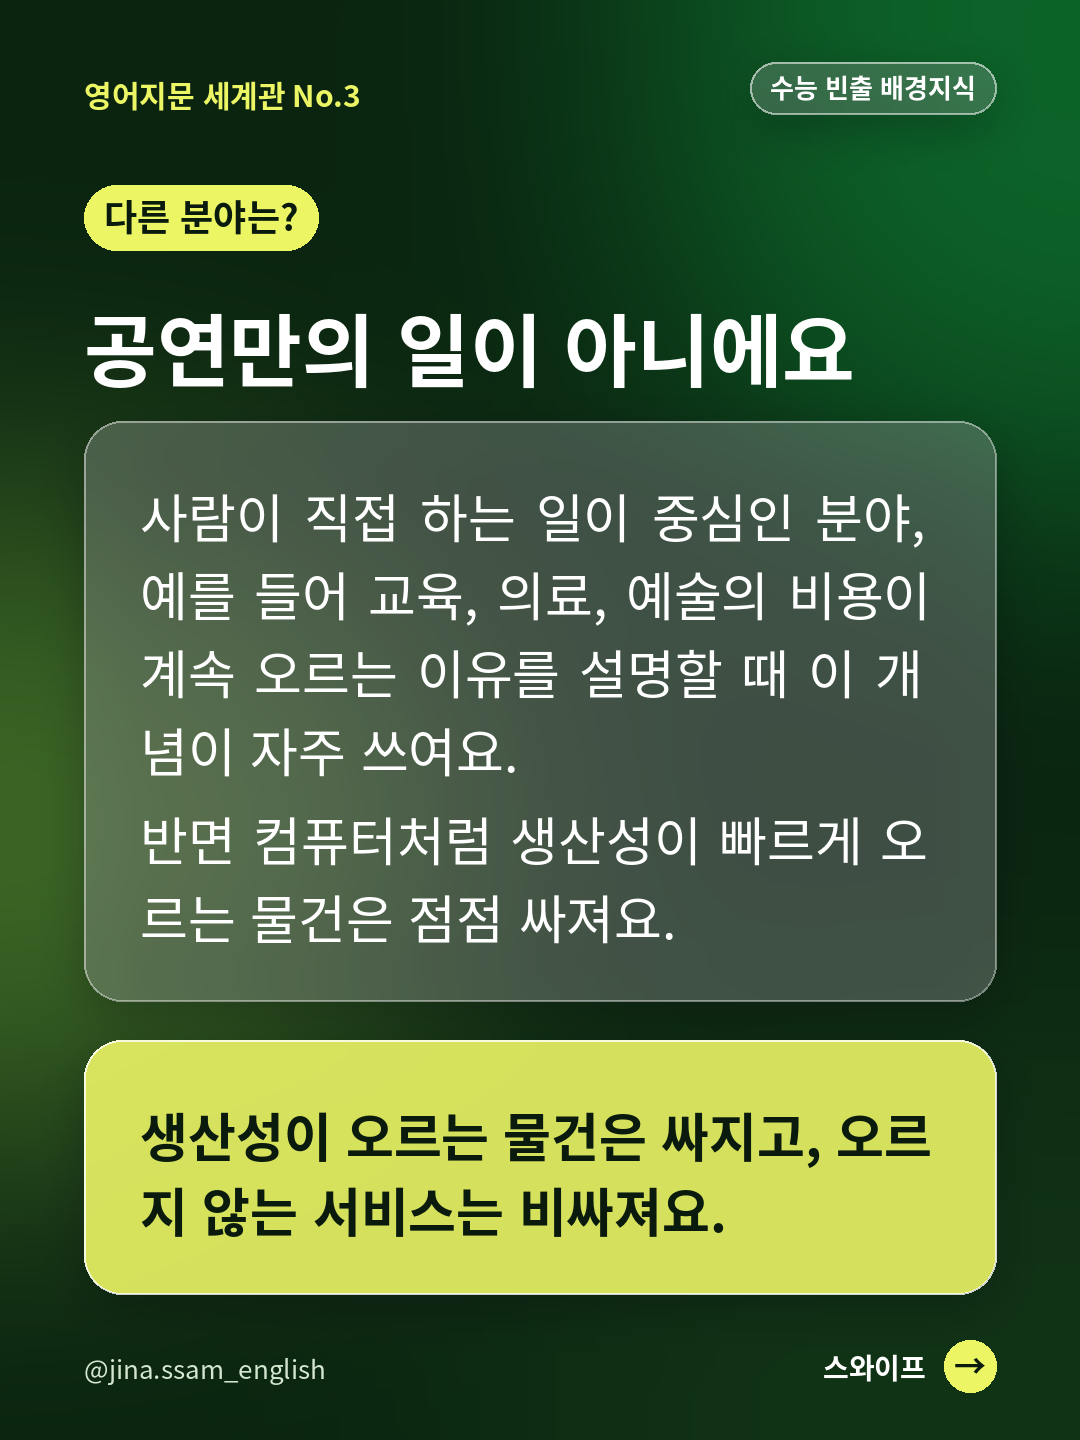 영어지문 세계관 No.3
수능 빈출 배경지식
다른 분야는?
공연만의 일이 아니에요
사람이 직접 하는 일이 중심인 분야,
예를 들어 교육, 의료, 예술의 비용이
계속 오르는 이유를 설명할 때 이 개
념이 자주 쓰여요.
반면 컴퓨터처럼 생산성이 빠르게 오
르는 물건은 점점 싸져요.
생산성이 오르는 물건은 싸지고, 오르
지 않는 서비스는 비싸져요.
@jina.ssam_english
스와이프 →